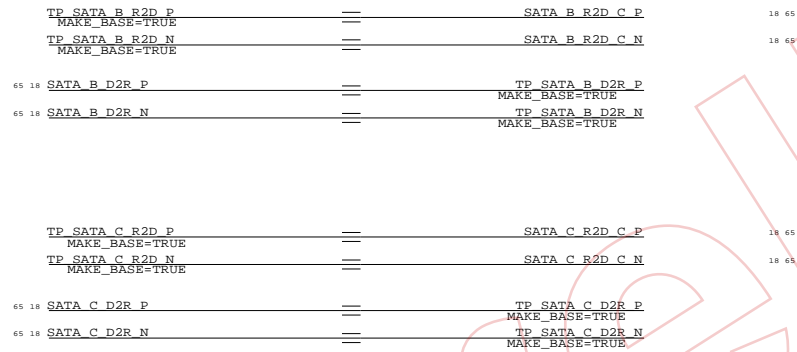 TP_SATA_B_R2D_P SATA_B_R2D_C_P 18 65
MAKE_BASE=TRUE
TP_SATA_B_R2D_N SATA_B_R2D_C_N 18 65
MAKE_BASE=TRUE
65 18 SATA_B_D2R_P TP_SATA_B_D2R_P
MAKE_BASE=TRUE
65 18 SATA_B_D2R_N TP_SATA_B_D2R_N
MAKE_BASE=TRUE
TP_SATA_C_R2D_P SATA_C_R2D_C_P 18 65
MAKE_BASE=TRUE
TP_SATA_C_R2D_N SATA_C_R2D_C_N 18 65
MAKE_BASE=TRUE
65 18 SATA_C_D2R_P TP_SATA_C_D2R_P
MAKE_BASE=TRUE
65 18 SATA_C_D2R_N TP_SATA_C_D2R_N
MAKE_BASE=TRUE